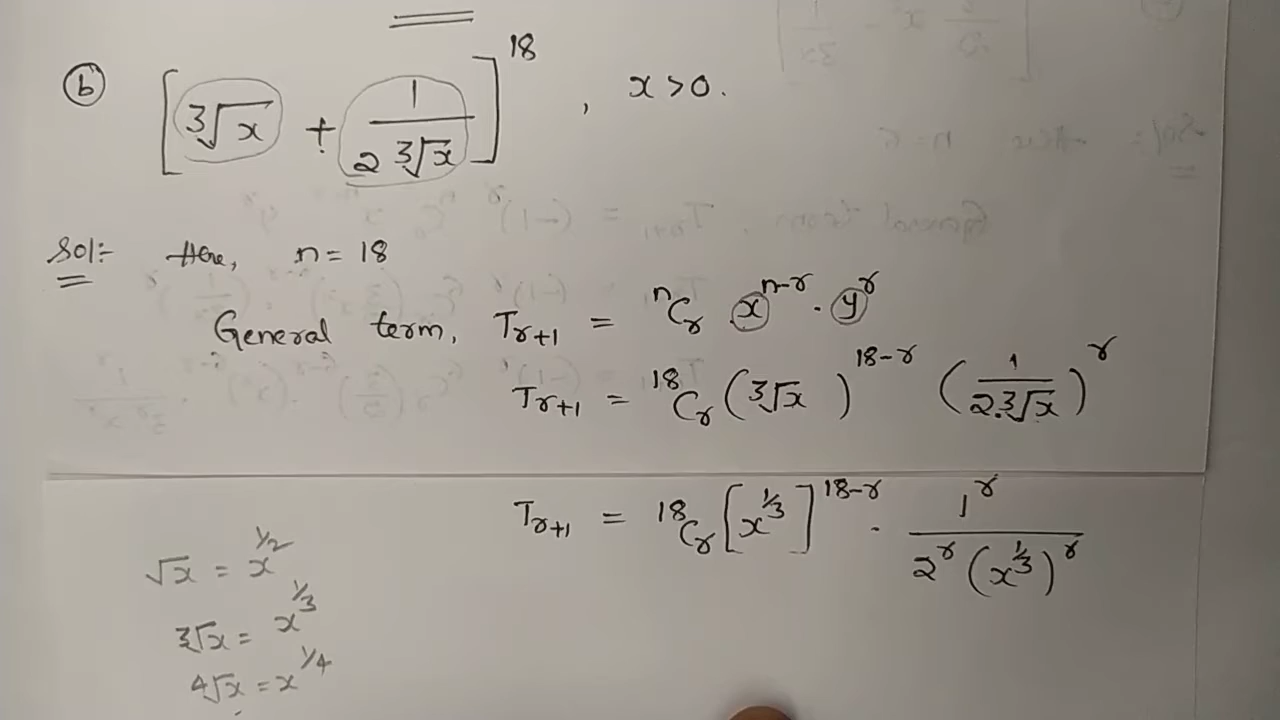 ⓑ [∛x + 1/(2∛x)]^18 , x > 0.
Sol:- Here, n = 18
General term, T_{r+1} = ^nC_r x^{n-r} · y^r
T_{r+1} = ^18C_r (∛x)^{18-r} (1/(2·∛x))^r
T_{r+1} = ^18C_r [x^{1/3}]^{18-r} · 1^r/(2^r (x^{1/3})^r)
√x = x^{1/2}
∛x = x^{1/3}
∜x = x^{1/4}